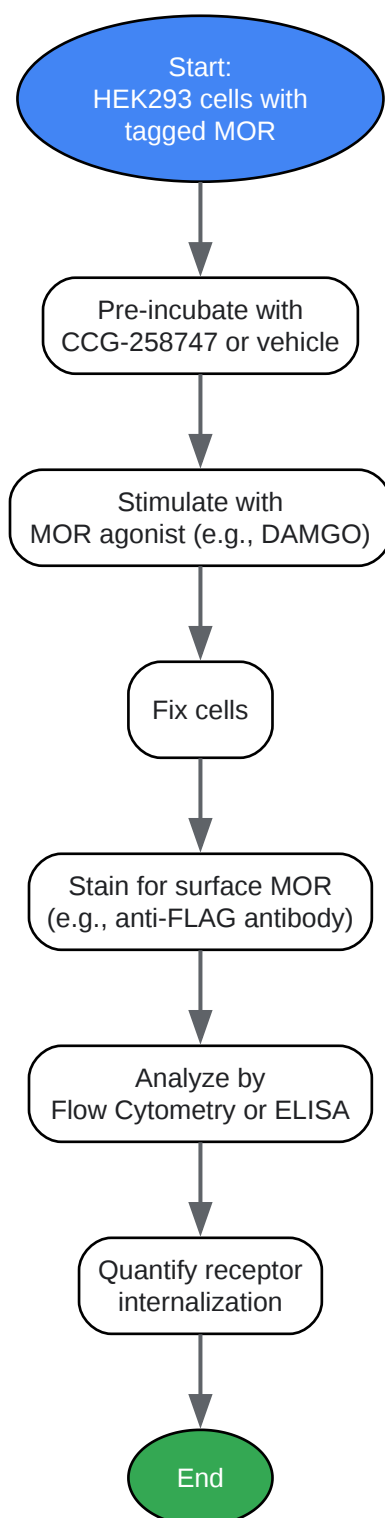 Start:
HEK293 cells with
tagged MOR
Pre-incubate with
CCG-258747 or vehicle
Stimulate with
MOR agonist (e.g., DAMGO)
Fix cells
Stain for surface MOR
(e.g., anti-FLAG antibody)
Analyze by
Flow Cytometry or ELISA
Quantify receptor
internalization
End